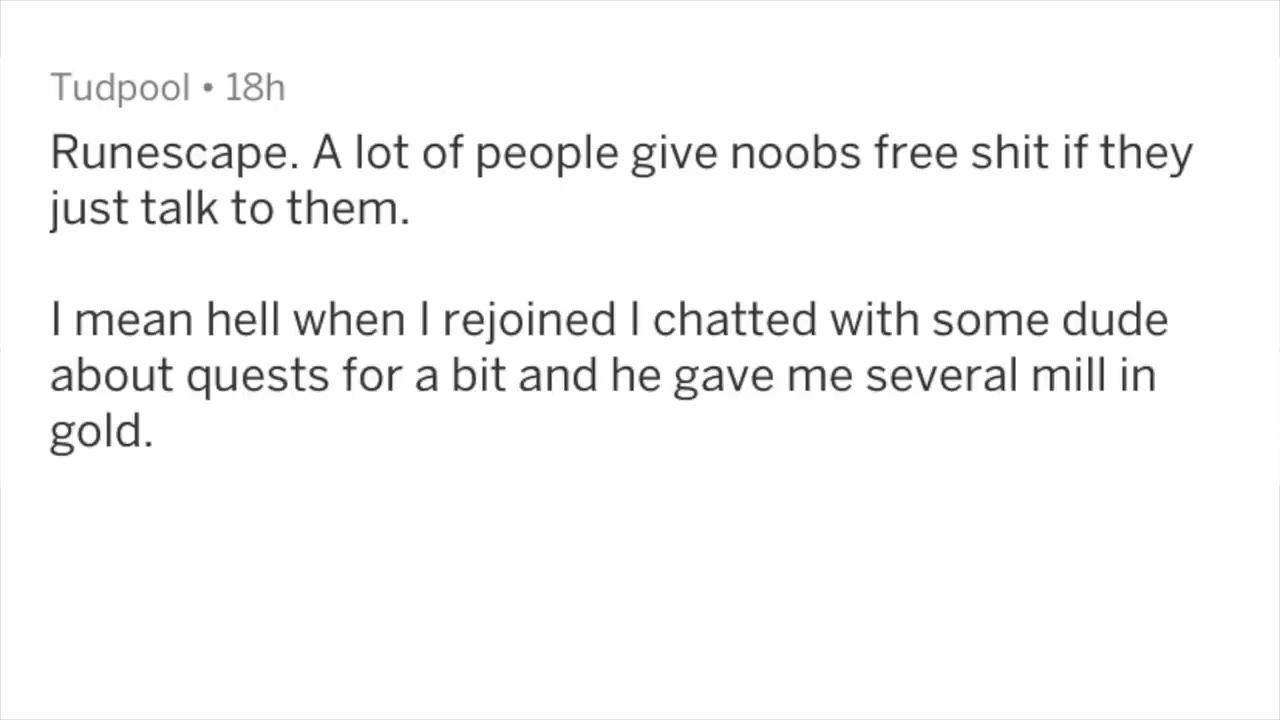 Tudpool • 18h
Runescape. A lot of people give noobs free shit if they
just talk to them.
I mean hell when I rejoined I chatted with some dude
about quests for a bit and he gave me several mill in
gold.